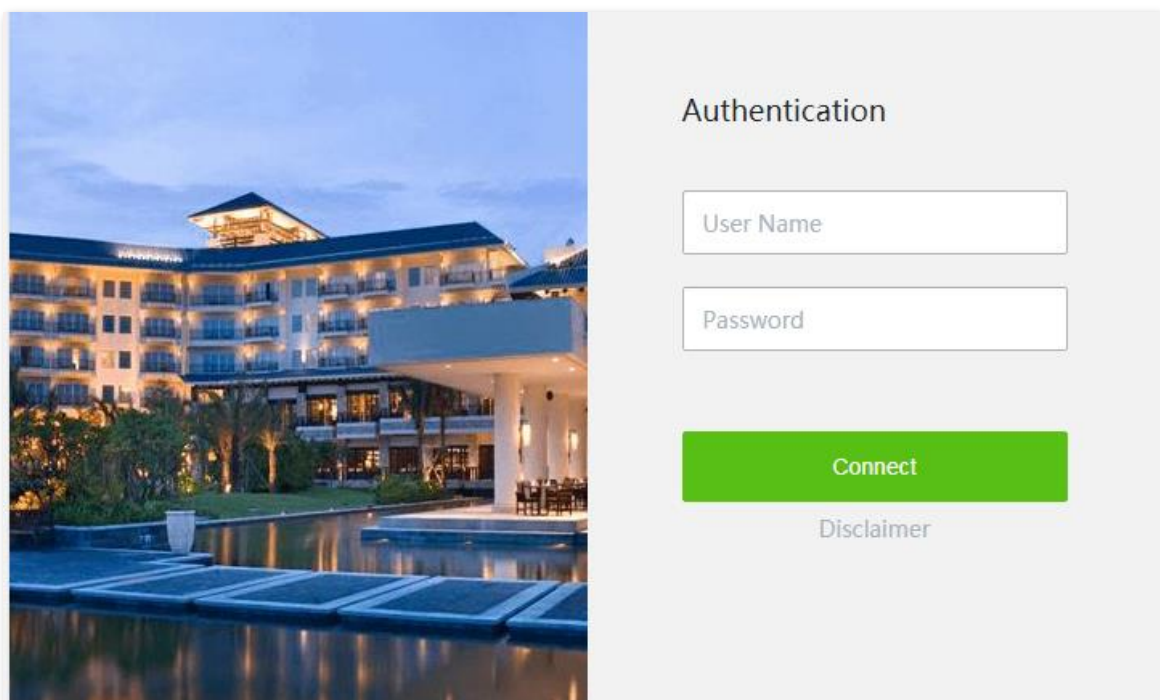 Authentication
User Name
Password
Connect
Disclaimer